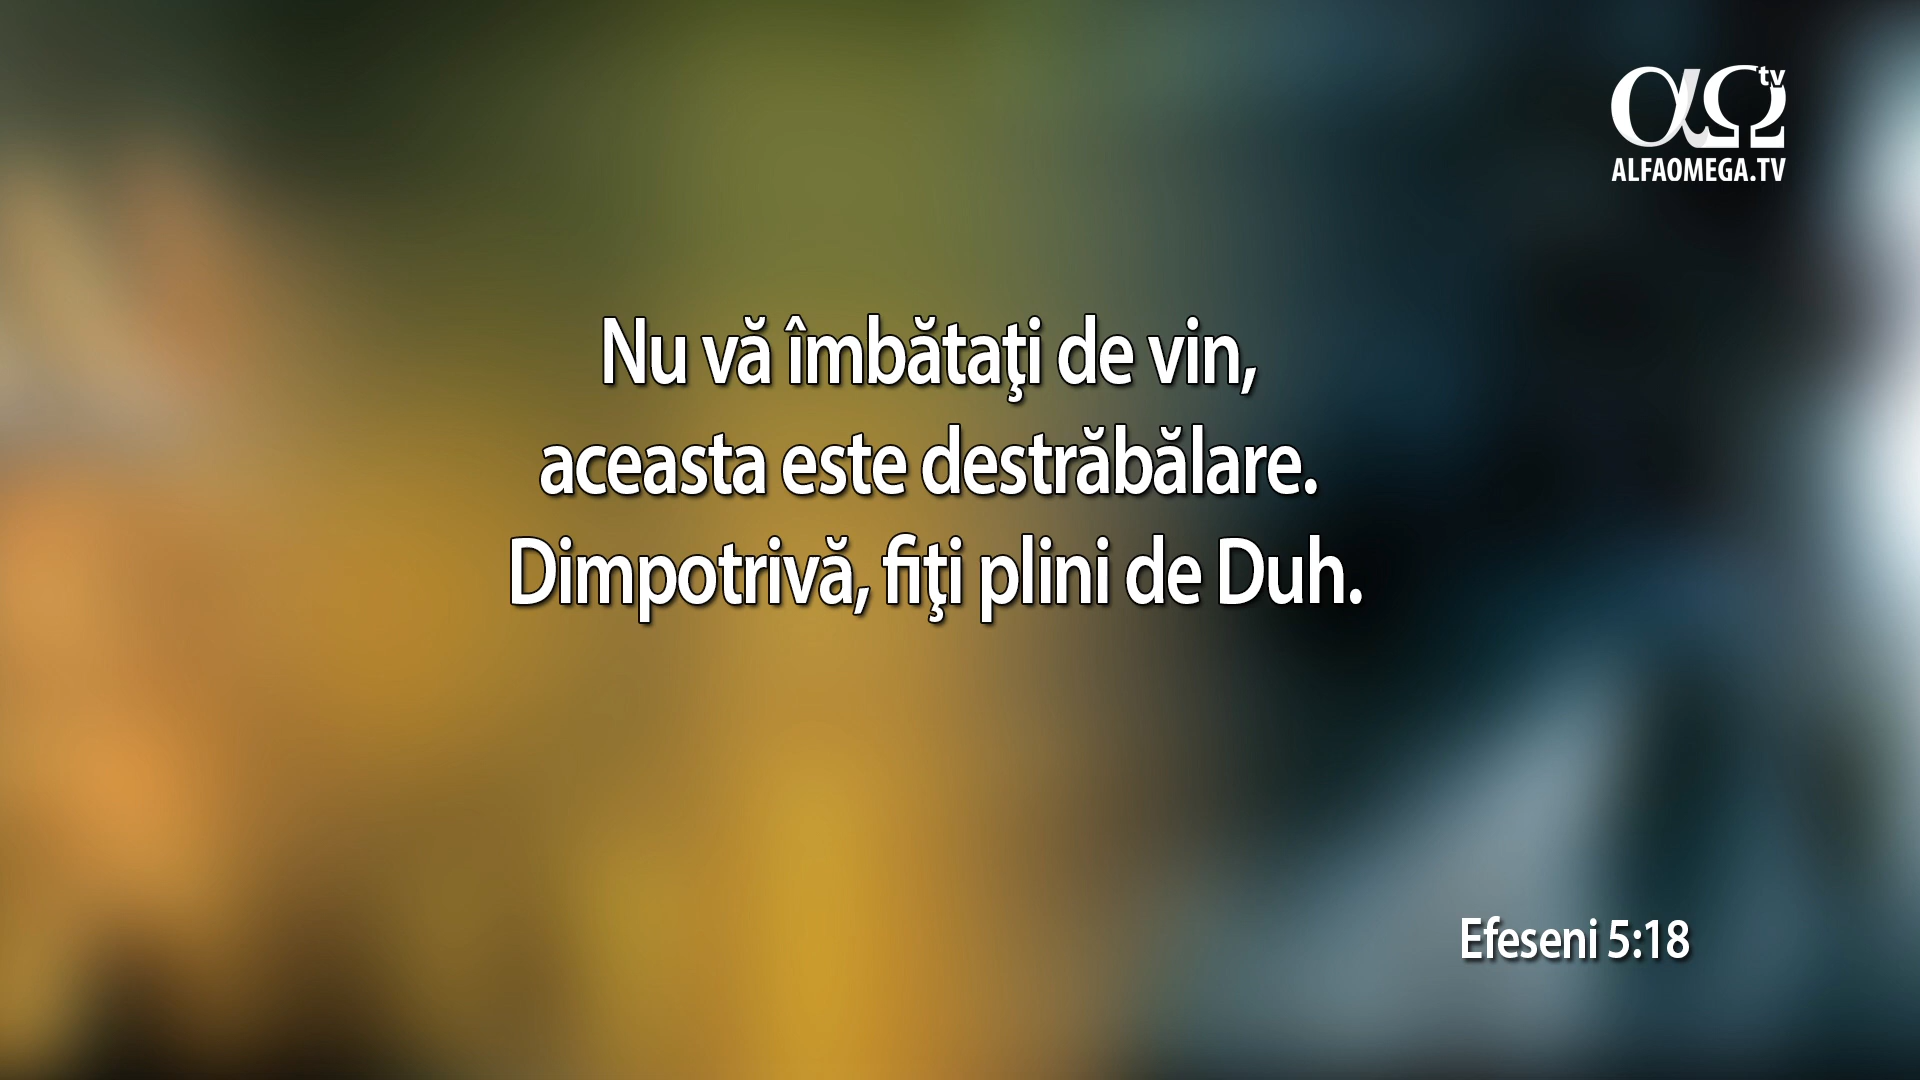 αΩ tv
ALFAOMEGA.TV
Nu vă îmbătaţi de vin,
aceasta este destrăbălare.
Dimpotrivă, fiţi plini de Duh.
Efeseni 5:18